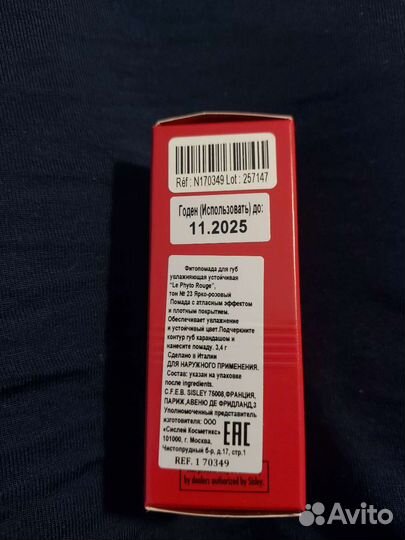 Réf : N170349 Lot : 257147
Годен (Использовать) до:
11.2025
Фитопомада для губ
увлажняющая устойчивая
"Le Phyto Rouge",
тон № 23 Ярко-розовый
Помада с атласным эффектом
и плотным покрытием.
Обеспечивает увлажнение
и устойчивый цвет.Подчеркните
контур губ карандашом и
нанесите помаду. 3,4 г
Сделано в Италии
ДЛЯ НАРУЖНОГО ПРИМЕНЕНИЯ.
Состав: указан на упаковке
после ingredients.
C.F.E.B. SISLEY 75008,ФРАНЦИЯ,
ПАРИЖ,АВЕНЮ ДЕ ФРИДЛАНД,3
Уполномоченный представитель
изготовителя: ООО
«Сислей Косметикс»
101000, г. Москва,
Чистопрудный б-р, д.17, стр.1
EAC
REF. 1 70349
by dealers authorized by Sisley.
Avito